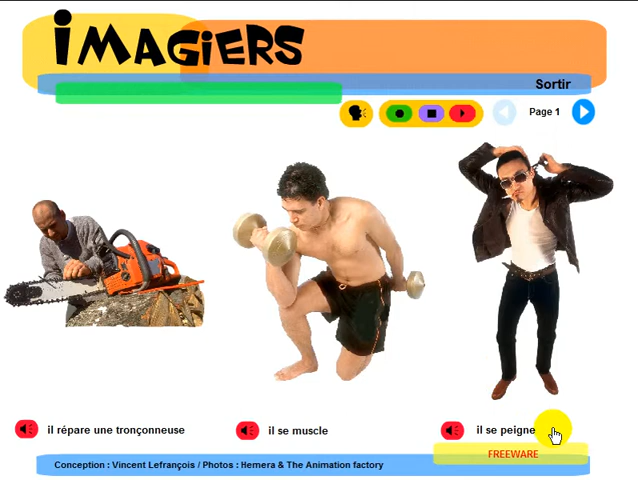 iMAGiERS
Sortir
Page 1
il répare une tronçonneuse
il se muscle
il se peigne
FREEWARE
Conception : Vincent Lefrançois / Photos : Hemera & The Animation factory